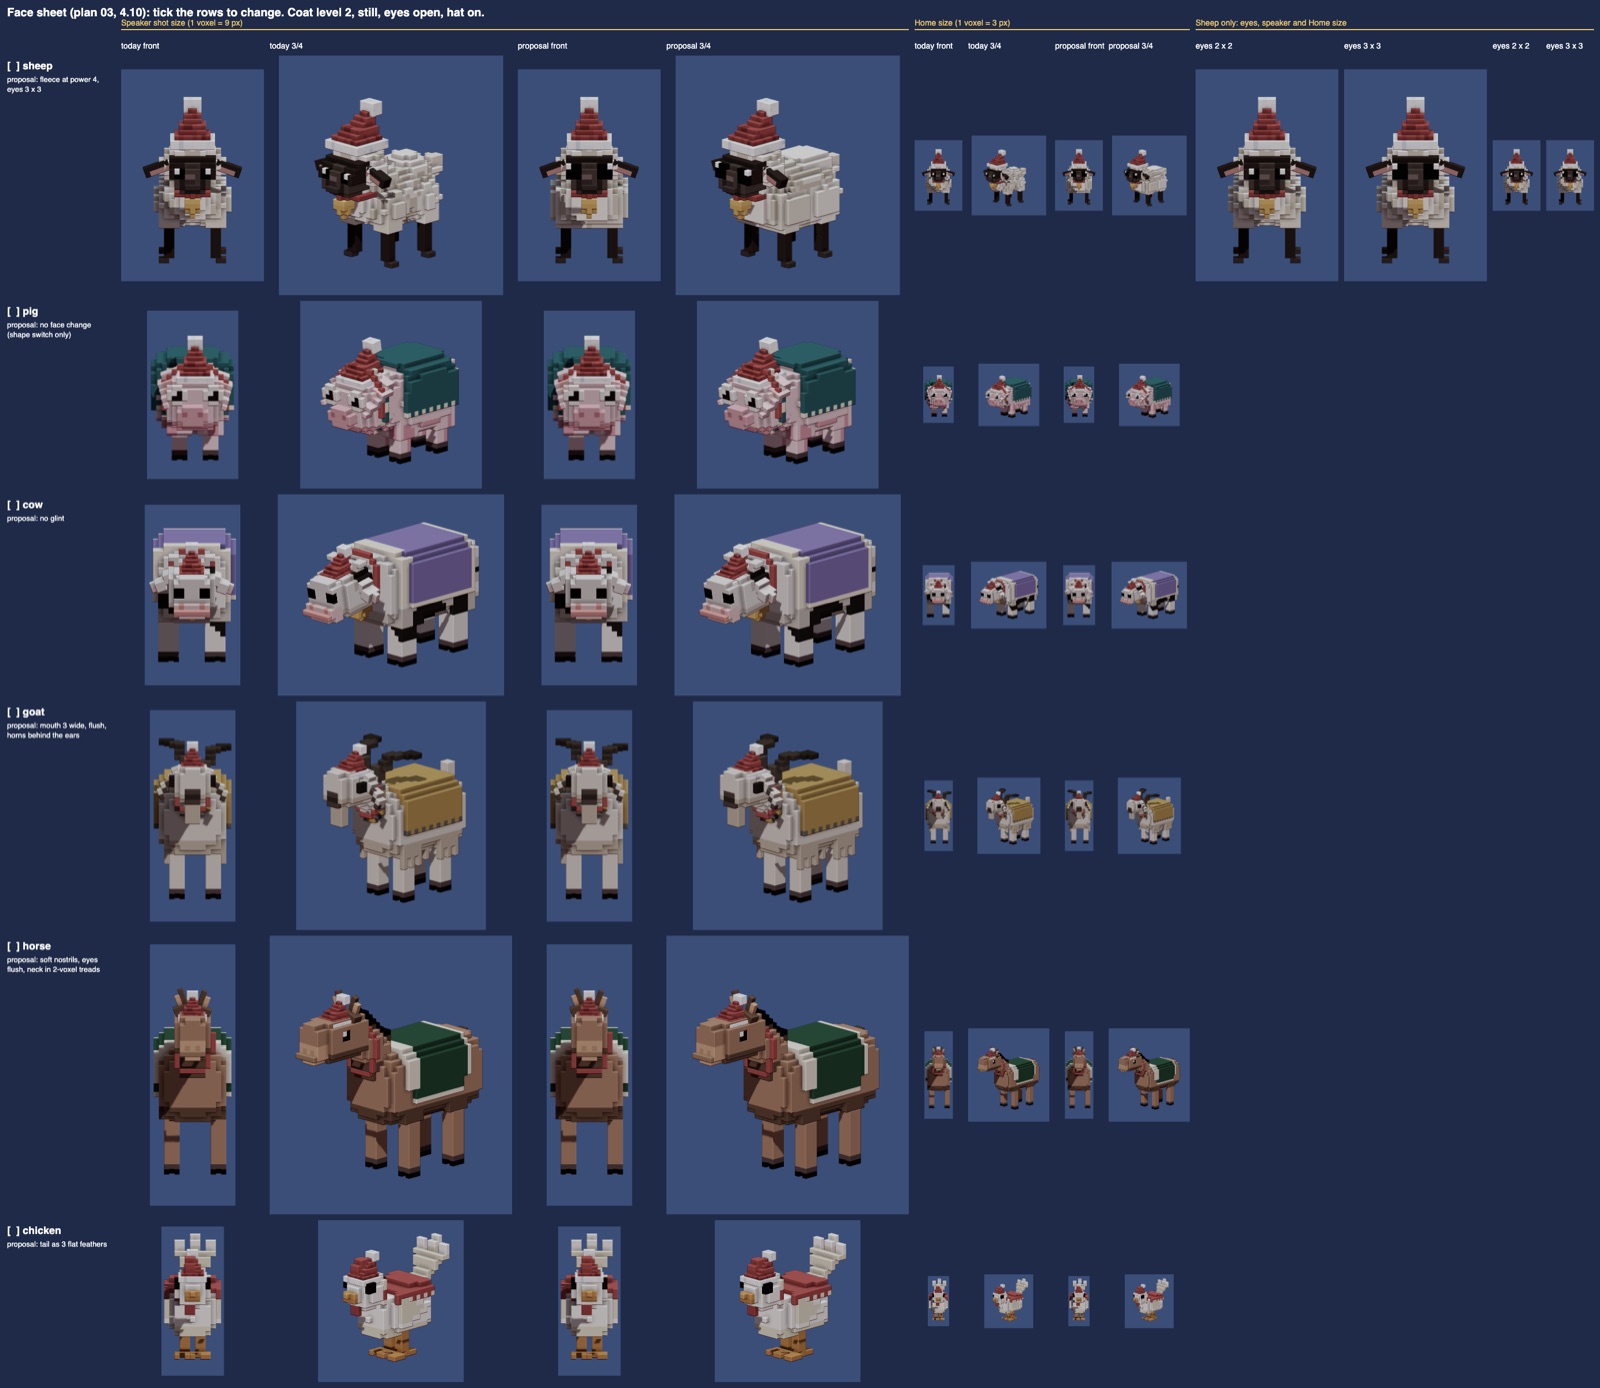 Face sheet (plan 03, 4.10): tick the rows to change. Coat level 2, still, eyes open, hat on.
Speaker shot size (1 voxel = 9 px)
Home size (1 voxel = 3 px)
Sheep only: eyes, speaker and Home size
today front
today 3/4
proposal front
proposal 3/4
today front
today 3/4
proposal front
proposal 3/4
eyes 2 x 2
eyes 3 x 3
eyes 2 x 2
eyes 3 x 3
[ ] sheep
proposal: fleece at power 4,
eyes 3 x 3
[ ] pig
proposal: no face change
(shape switch only)
[ ] cow
proposal: no glint
[ ] goat
proposal: mouth 3 wide, flush,
horns behind the ears
[ ] horse
proposal: soft nostrils, eyes
flush, neck in 2-voxel treads
[ ] chicken
proposal: tail as 3 flat feathers